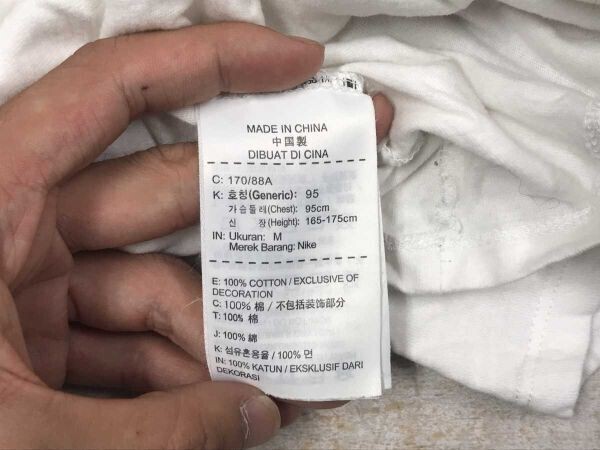 MADE IN CHINA
中国製
DIBUAT DI CINA
C: 170/88A
K: 호칭(Generic): 95
가슴둘레(Chest): 95cm
신 장(Height): 165-175cm
IN: Ukuran: M
Merek Barang: Nike
E: 100% COTTON / EXCLUSIVE OF
DECORATION
C: 100% 棉 / 不包括装饰部分
T: 100% 棉
J: 100% 綿
K: 섬유혼용율 / 100% 면
IN: 100% KATUN / EKSKLUSIF DARI
DEKORASI